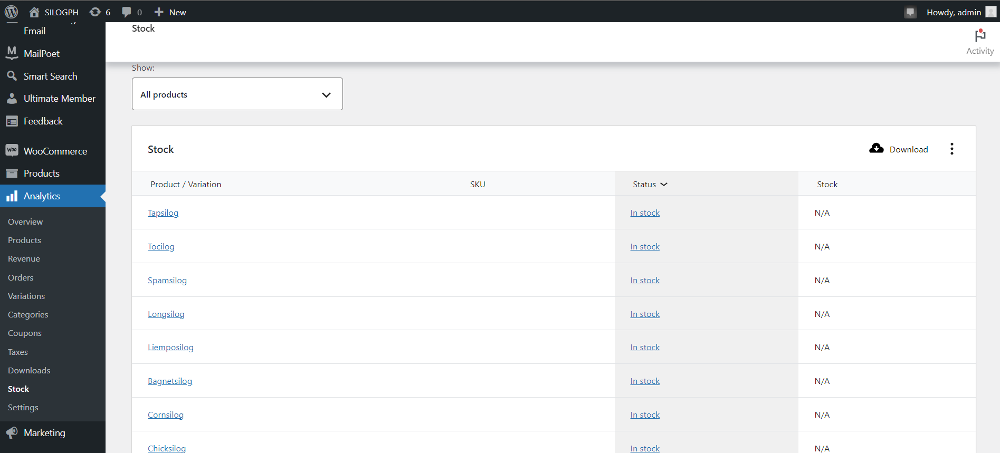 SILOGPH 6 0 New Howdy, admin
Email
MailPoet
Smart Search
Ultimate Member
Feedback
WooCommerce
Products
Analytics
Overview
Products
Revenue
Orders
Variations
Categories
Coupons
Taxes
Downloads
Stock
Settings
Marketing
Stock
Activity
Show:
All products
Stock Download
Product / Variation SKU Status Stock
Tapsilog In stock N/A
Tocilog In stock N/A
Spamsilog In stock N/A
Longsilog In stock N/A
Liemposilog In stock N/A
Bagnetsilog In stock N/A
Cornsilog In stock N/A
Chicksilog In stock N/A